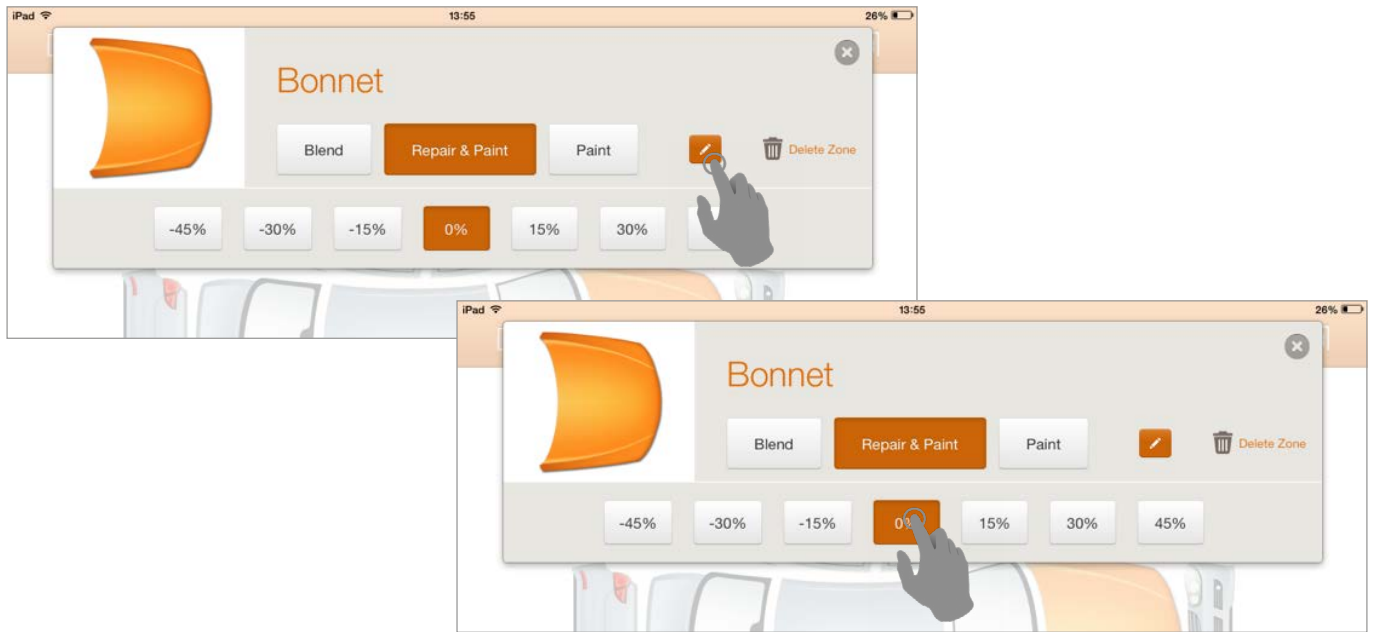 iPad 13:55 26%
Bonnet
Blend Repair & Paint Paint Delete Zone
-45% -30% -15% 0% 15% 30%
iPad 13:55 26%
Bonnet
Blend Repair & Paint Paint Delete Zone
-45% -30% -15% 0% 15% 30% 45%